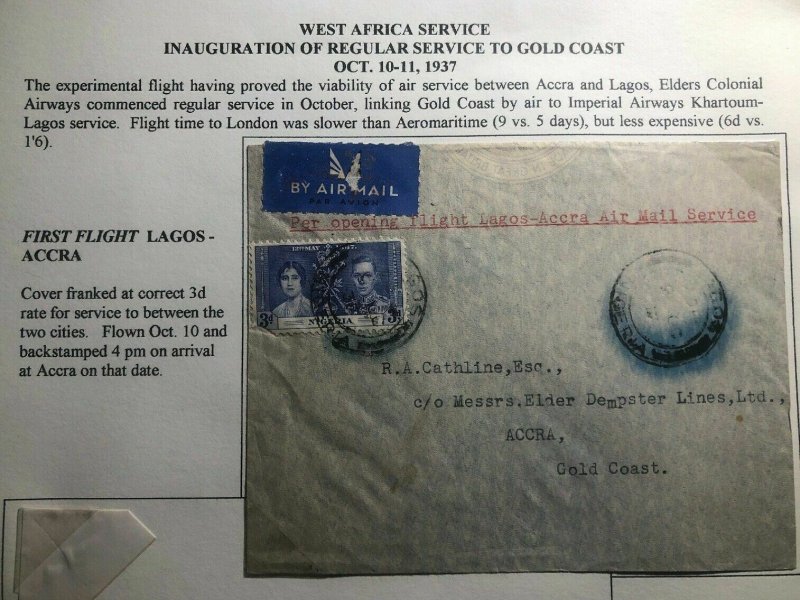 WEST AFRICA SERVICE
INAUGURATION OF REGULAR SERVICE TO GOLD COAST
OCT. 10-11, 1937
The experimental flight having proved the viability of air service between Accra and Lagos, Elders Colonial
Airways commenced regular service in October, linking Gold Coast by air to Imperial Airways Khartoum-
Lagos service. Flight time to London was slower than Aeromaritime (9 vs. 5 days), but less expensive (6d vs.
1'6).
FIRST FLIGHT LAGOS -
ACCRA
Cover franked at correct 3d
rate for service to between the
two cities. Flown Oct. 10 and
backstamped 4 pm on arrival
at Accra on that date.
BY AIR MAIL
PAR AVION
Per opening flight Lagos-Accra Air Mail Service
12TH MAY 1937.
3d NIGERIA 3d
R.A.Cathline,Esq.,
c/o Messrs.Elder Dempster Lines,Ltd.,
ACCRA,
Gold Coast.